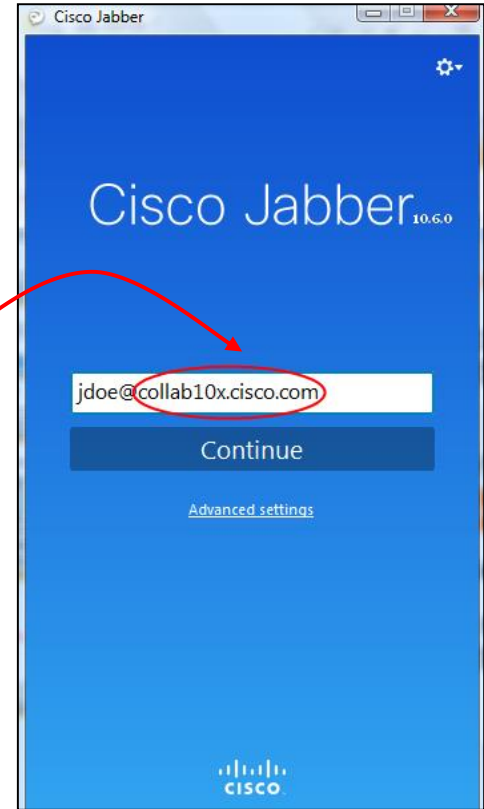 Cisco Jabber
Cisco Jabber 10.6.0
jdoe@collab10x.cisco.com
Continue
Advanced settings
CISCO